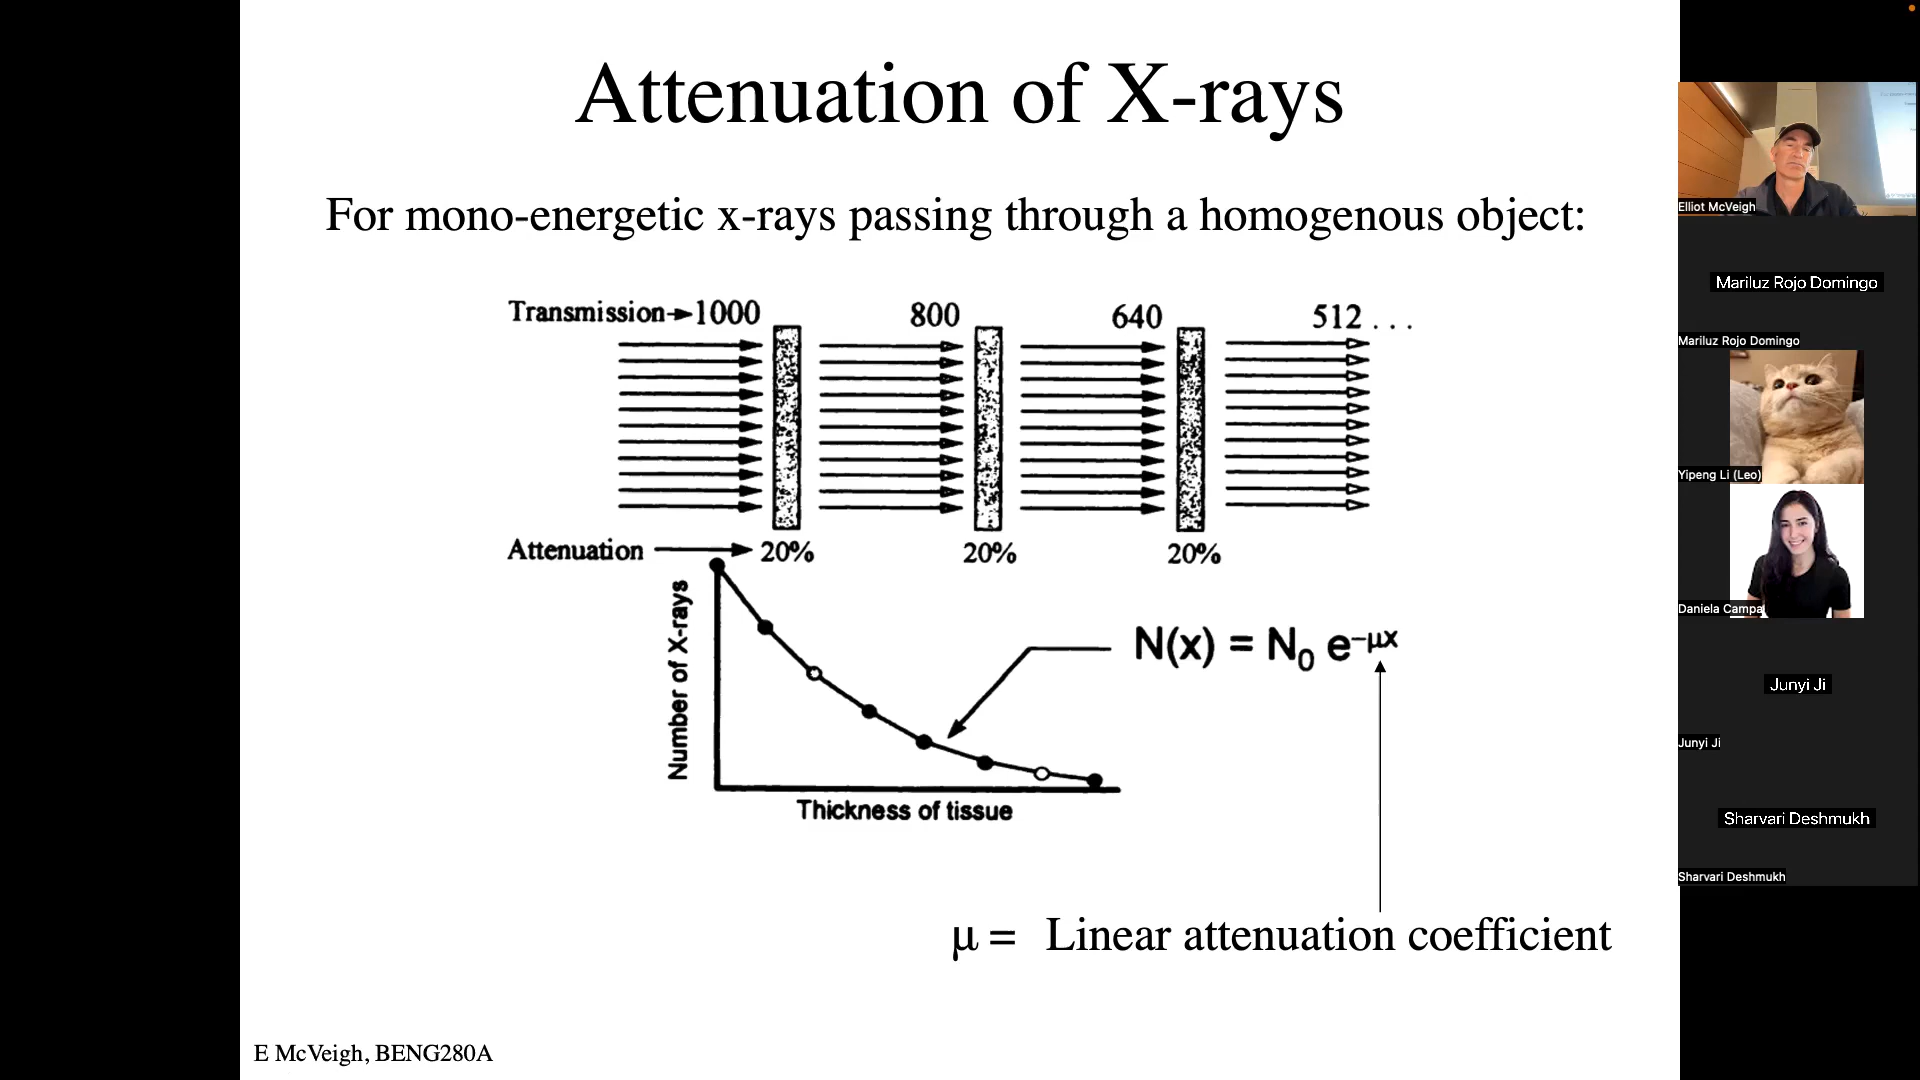 Attenuation of X-rays
For mono-energetic x-rays passing through a homogenous object:
Transmission 1000 800 640 512 . . .
Attenuation 20% 20% 20%
Number of X-rays
N(x) = N₀ e⁻μx
Thickness of tissue
μ = Linear attenuation coefficient
E McVeigh, BENG280A
Elliot McVeigh
Mariluz Rojo Domingo
Mariluz Rojo Domingo
Yipeng Li (Leo)
Daniela Campa
Junyi Ji
Junyi Ji
Sharvari Deshmukh
Sharvari Deshmukh